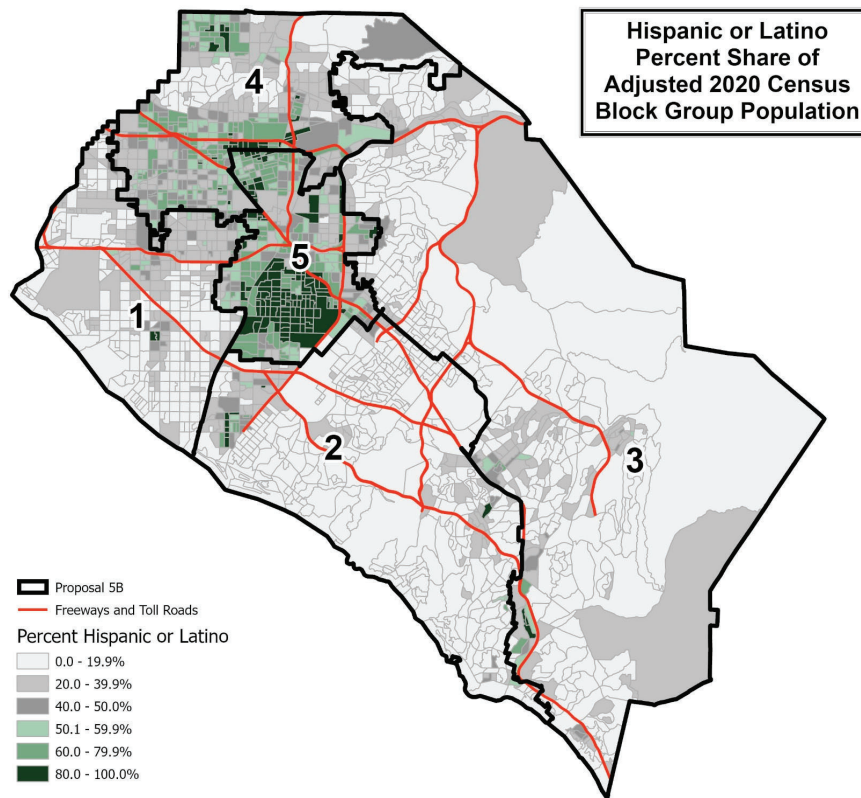 Hispanic or Latino
Percent Share of
Adjusted 2020 Census
Block Group Population
4
5
1
2
3
Proposal 5B
Freeways and Toll Roads
Percent Hispanic or Latino
0.0 - 19.9%
20.0 - 39.9%
40.0 - 50.0%
50.1 - 59.9%
60.0 - 79.9%
80.0 - 100.0%